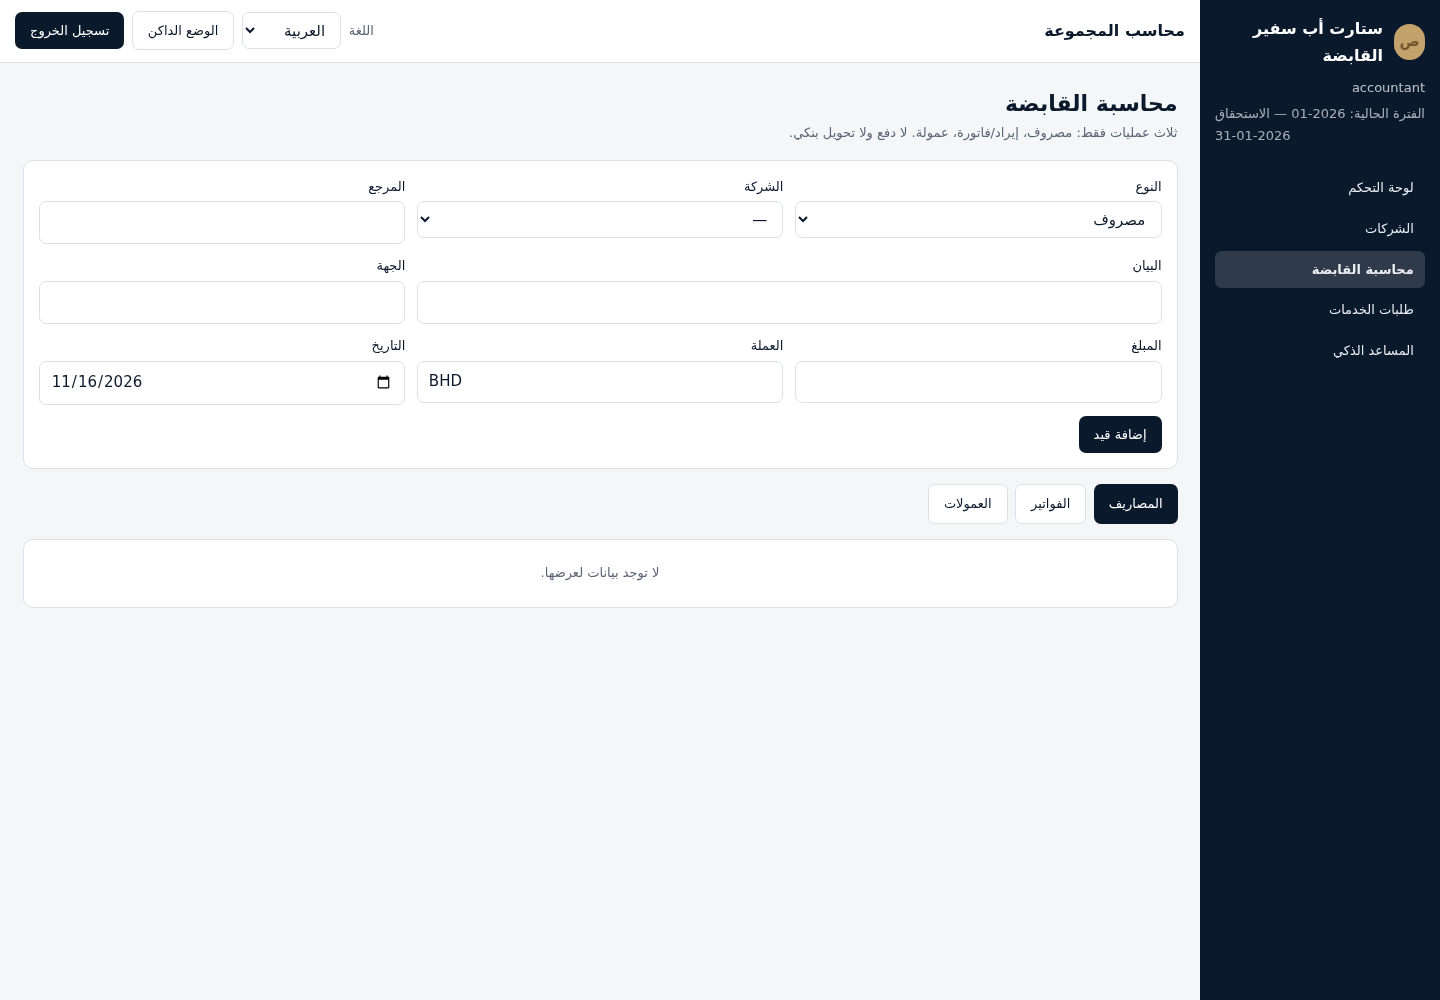 ص
ستارت أب سفير
القابضة
accountant
الفترة الحالية: 2026-01 — الاستحقاق
31-01-2026
لوحة التحكم
الشركات
محاسبة القابضة
طلبات الخدمات
المساعد الذكي
محاسب المجموعة
اللغة
العربية
الوضع الداكن
تسجيل الخروج
محاسبة القابضة
ثلاث عمليات فقط: مصروف، إيراد/فاتورة، عمولة. لا دفع ولا تحويل بنكي.
النوع
الشركة
المرجع
مصروف
—
البيان
الجهة
المبلغ
العملة
التاريخ
BHD
11/16/2026
إضافة قيد
المصاريف
الفواتير
العمولات
لا توجد بيانات لعرضها.